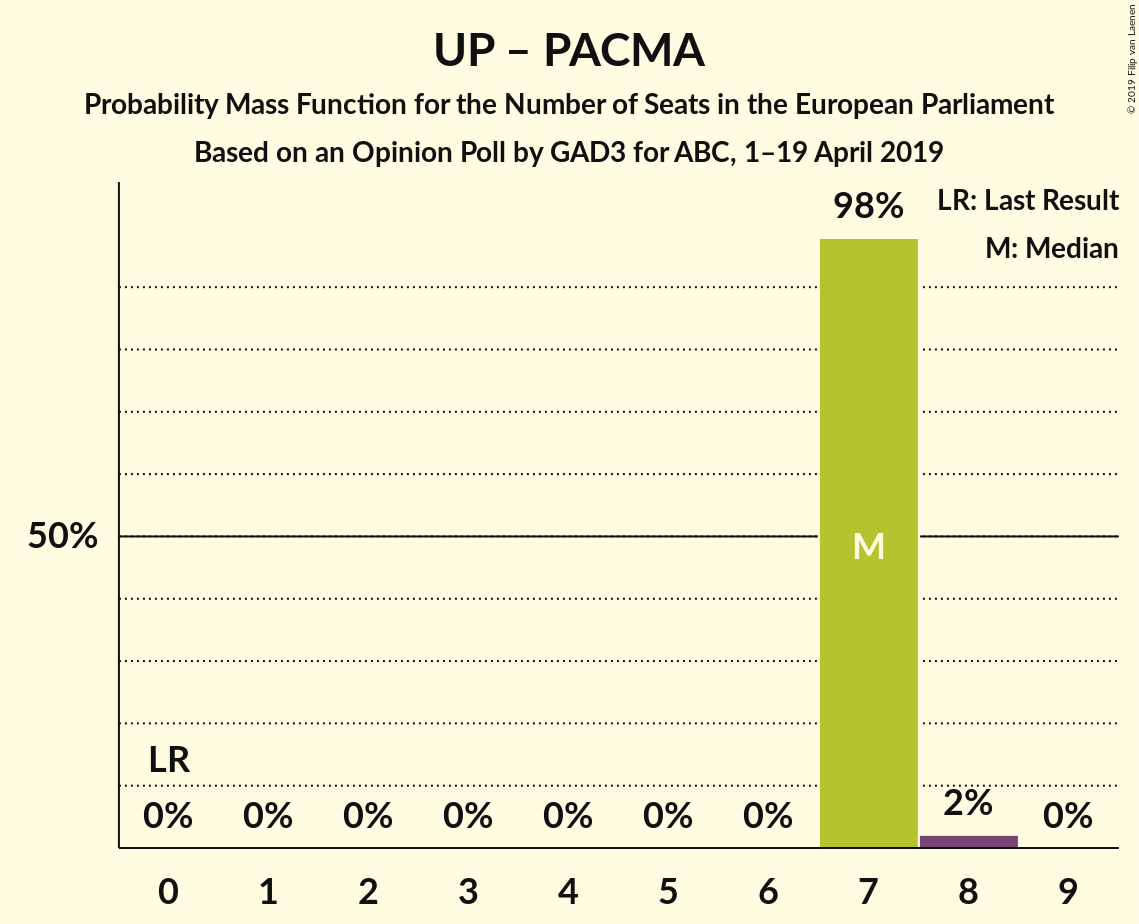 UP – PACMA
Probability Mass Function for the Number of Seats in the European Parliament
Based on an Opinion Poll by GAD3 for ABC, 1–19 April 2019
© 2019 Filip van Laenen
98%
LR: Last Result
M: Median
50%
M
LR
0% 0% 0% 0% 0% 0% 0% 2% 0%
0 1 2 3 4 5 6 7 8 9